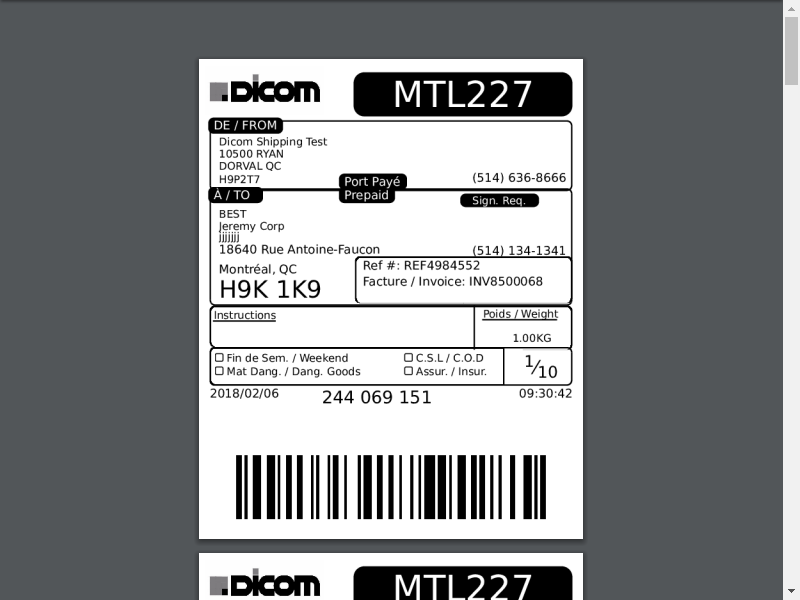 Dicom
MTL227
DE / FROM
Dicom Shipping Test
10500 RYAN
DORVAL QC
H9P2T7
(514) 636-8666
Port Payé
Prepaid
À / TO
Sign. Req.
BEST
Jeremy Corp
jjjjjjj
18640 Rue Antoine-Faucon
(514) 134-1341
Montréal, QC
H9K 1K9
Ref #: REF4984552
Facture / Invoice: INV8500068
Instructions
Poids / Weight
1.00KG
Fin de Sem. / Weekend
C.S.L / C.O.D
Mat Dang. / Dang. Goods
Assur. / Insur.
1/10
2018/02/06
244 069 151
09:30:42
Dicom
MTL227